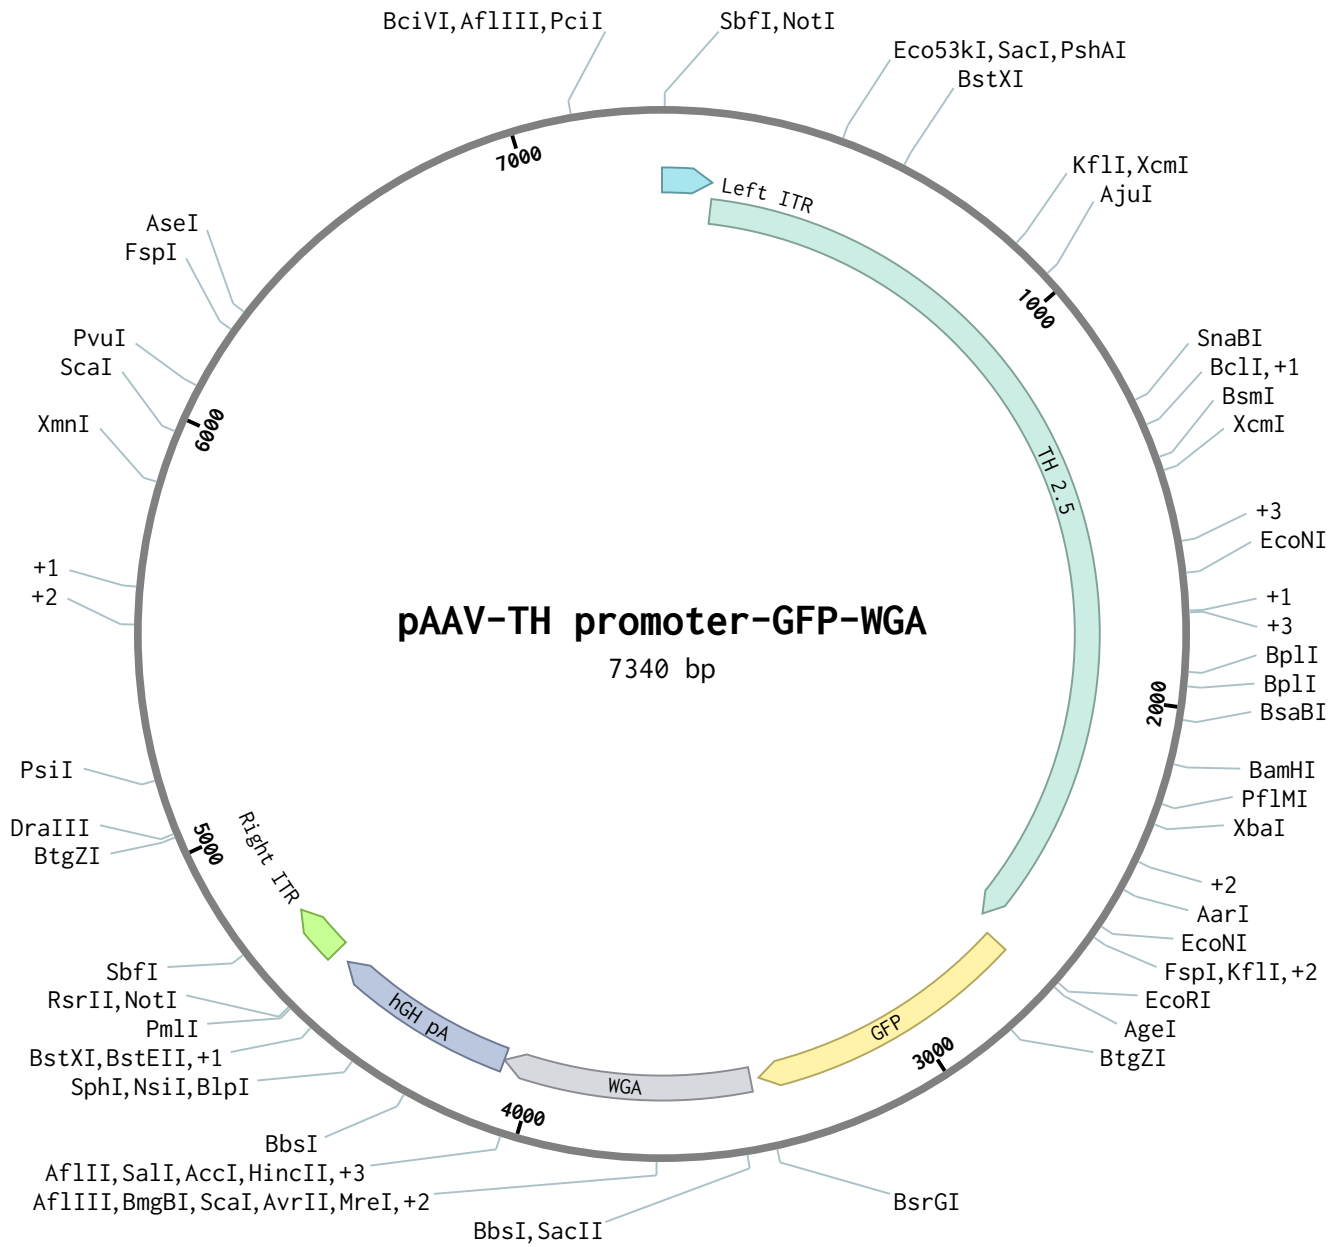 BciVI,AflIII,PciI
SbfI,NotI
Eco53kI,SacI,PshAI
BstXI
KflI,XcmI
AjuI
7000
Left ITR
AseI
FspI
1000
PvuI
ScaI
SnaBI
BclI,+1
BsmI
XcmI
XmnI
6000
TH 2.5
+3
EcoNI
+1
+2
+1
+3
pAAV-TH promoter-GFP-WGA
7340 bp
BplI
BplI
2000
BsaBI
PsiI
BamHI
PflMI
XbaI
DraIII
BtgZI
5000
Right ITR
+2
AarI
EcoNI
FspI,KflI,+2
SbfI
RsrII,NotI
PmlI
BstXI,BstEII,+1
SphI,NsiI,BlpI
EcoRI
AgeI
BtgZI
hGH pA
GFP
3000
WGA
4000
BbsI
AflII,SalI,AccI,HincII,+3
AflIII,BmgBI,ScaI,AvrII,MreI,+2
BbsI,SacII
BsrGI